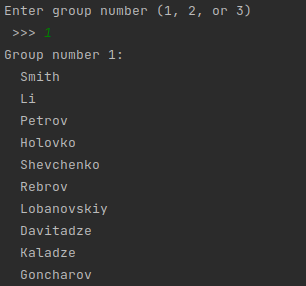 Enter group number (1, 2, or 3)
>>> 1
Group number 1:
Smith
Li
Petrov
Holovko
Shevchenko
Rebrov
Lobanovskiy
Davitadze
Kaladze
Goncharov